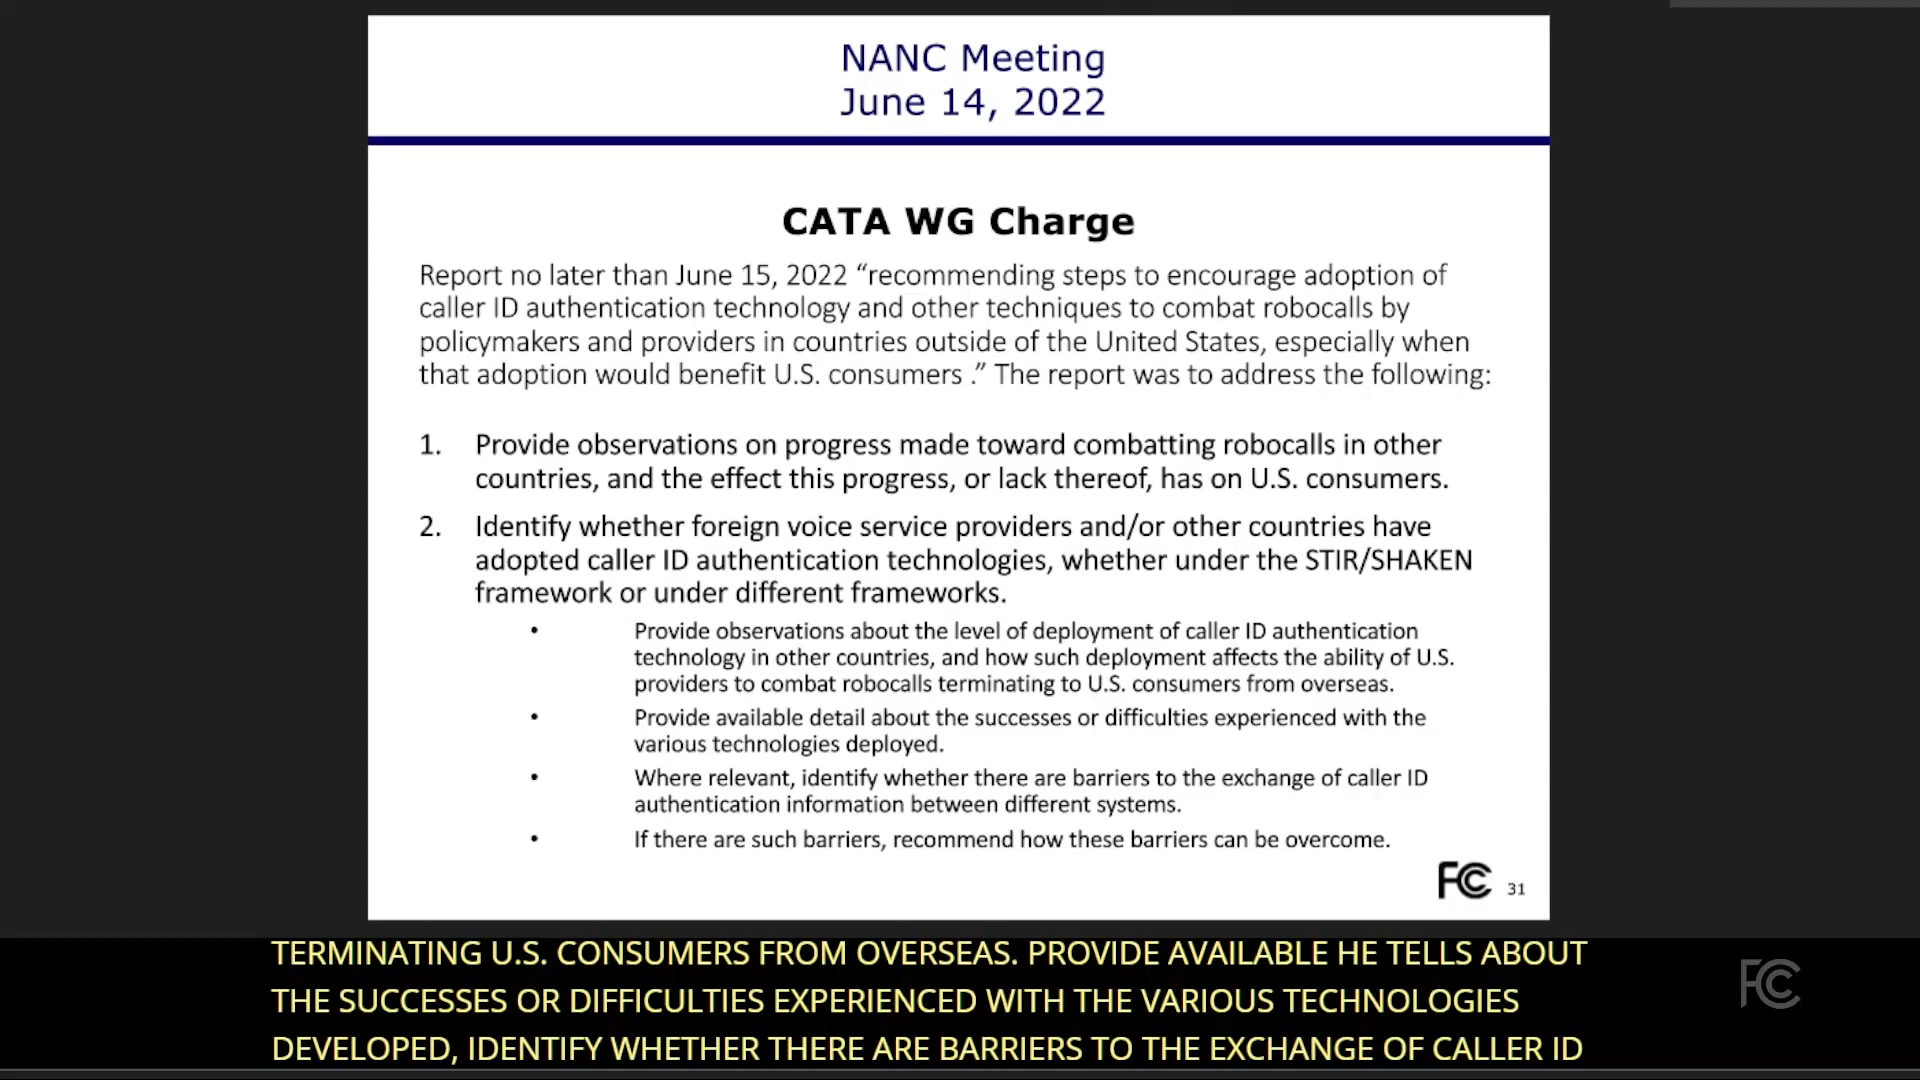 NANC Meeting
June 14, 2022
CATA WG Charge
Report no later than June 15, 2022 “recommending steps to encourage adoption of
caller ID authentication technology and other techniques to combat robocalls by
policymakers and providers in countries outside of the United States, especially when
that adoption would benefit U.S. consumers .” The report was to address the following:
1. Provide observations on progress made toward combatting robocalls in other
countries, and the effect this progress, or lack thereof, has on U.S. consumers.
2. Identify whether foreign voice service providers and/or other countries have
adopted caller ID authentication technologies, whether under the STIR/SHAKEN
framework or under different frameworks.
• Provide observations about the level of deployment of caller ID authentication
technology in other countries, and how such deployment affects the ability of U.S.
providers to combat robocalls terminating to U.S. consumers from overseas.
• Provide available detail about the successes or difficulties experienced with the
various technologies deployed.
• Where relevant, identify whether there are barriers to the exchange of caller ID
authentication information between different systems.
• If there are such barriers, recommend how these barriers can be overcome.
FCC 31
TERMINATING U.S. CONSUMERS FROM OVERSEAS. PROVIDE AVAILABLE HE TELLS ABOUT
THE SUCCESSES OR DIFFICULTIES EXPERIENCED WITH THE VARIOUS TECHNOLOGIES
DEVELOPED, IDENTIFY WHETHER THERE ARE BARRIERS TO THE EXCHANGE OF CALLER ID
FCC